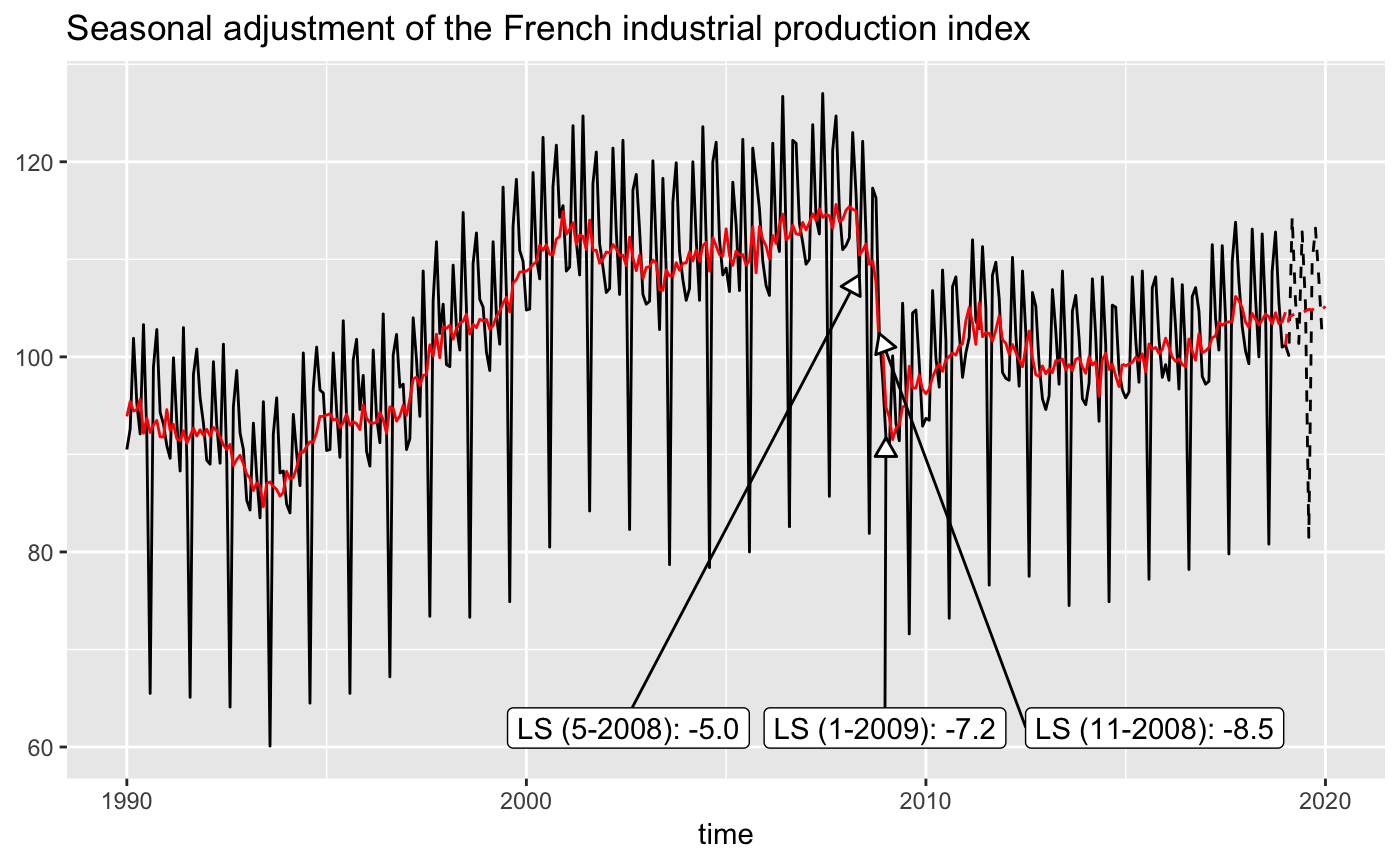 Seasonal adjustment of the French industrial production index
120
100
80
60
LS (5-2008): -5.0
LS (1-2009): -7.2
LS (11-2008): -8.5
1990
2000
2010
2020
time